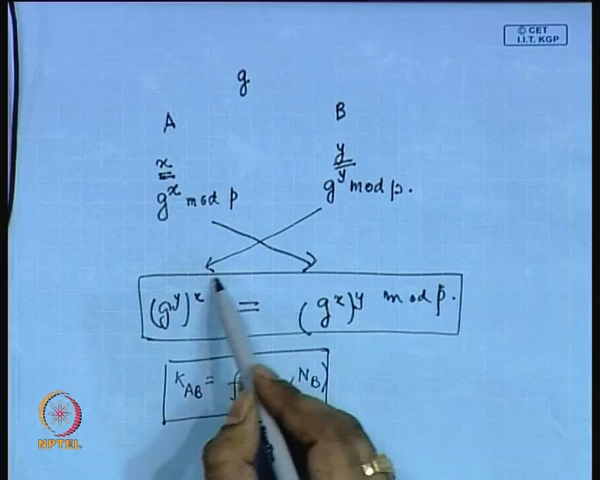 © CET
I.I.T. KGP
g
A B
x y
g^x mod p g^y mod p.
(g^y)^x = (g^x)^y mod p.
K_AB = f , N_B)
NPTEL